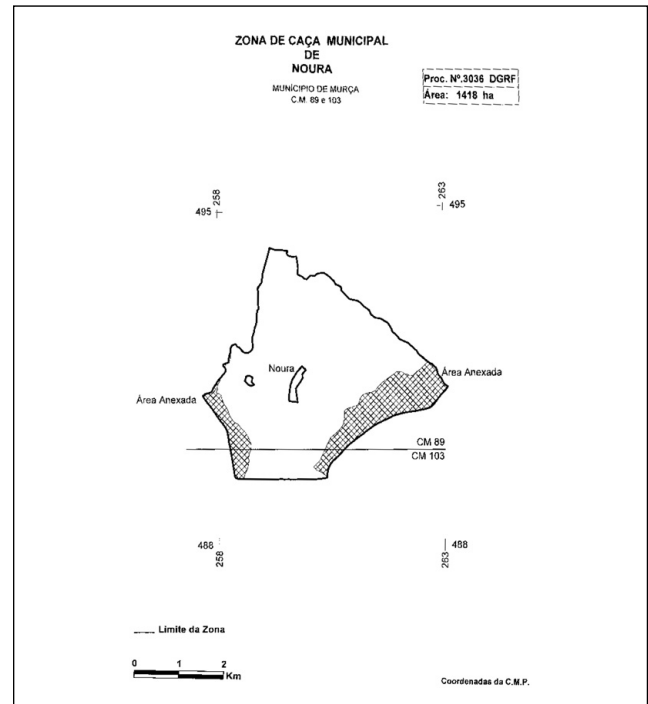 ZONA DE CAÇA MUNICIPAL
DE
NOURA
MUNICÍPIO DE MURÇA
C.M. 89 e 103
Proc. Nº.3036 DGRF
Área: 1418 ha
258
263
495
495
Noura
Área Anexada
Área Anexada
CM 89
CM 103
488
488
258
263
Limite da Zona
0 1 2
Km
Coordenadas da C.M.P.